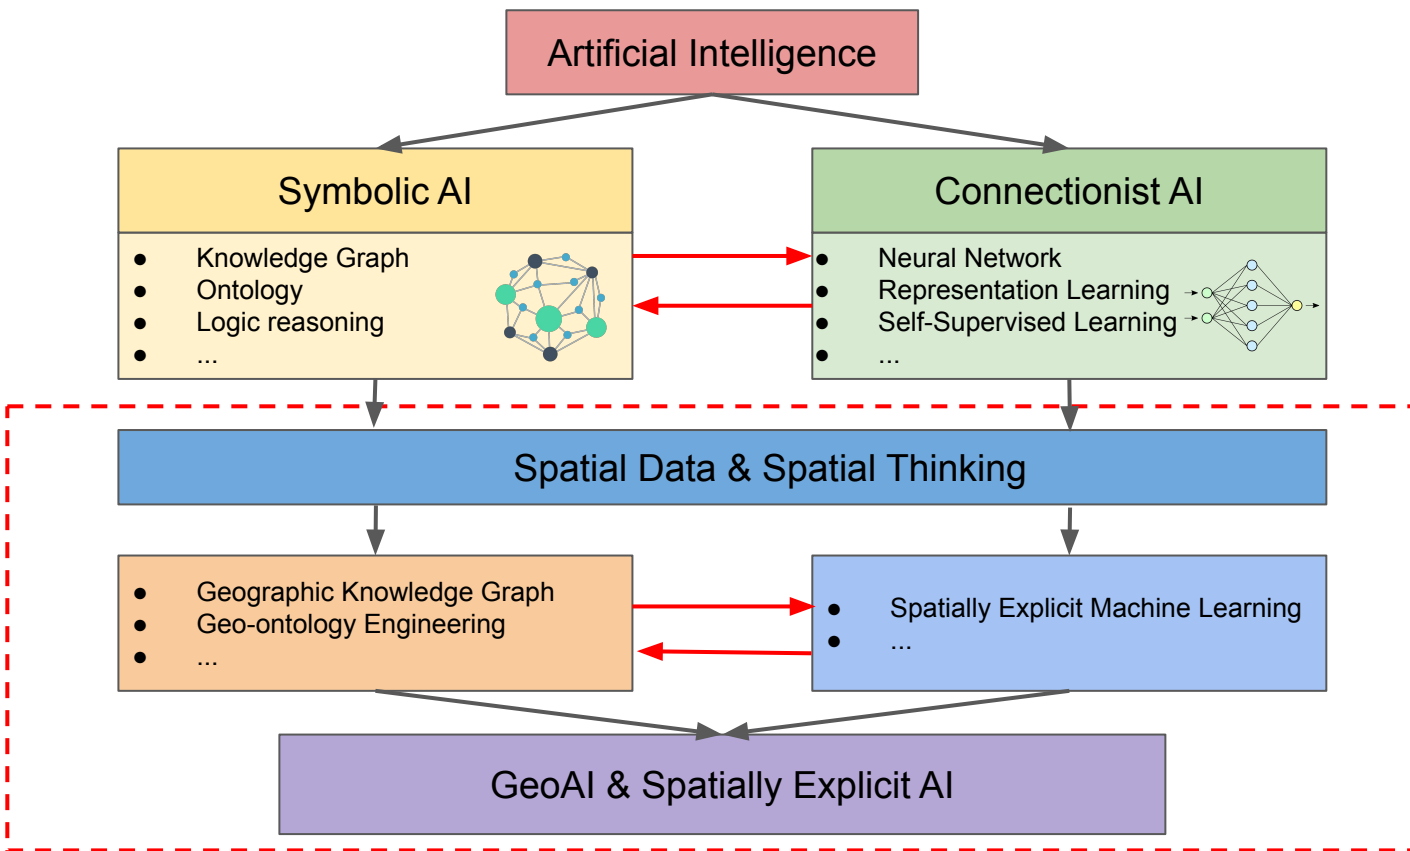 Artificial Intelligence
Symbolic AI
● Knowledge Graph
● Ontology
● Logic reasoning
● ...
Connectionist AI
● Neural Network
● Representation Learning
● Self-Supervised Learning
● ...
Spatial Data & Spatial Thinking
● Geographic Knowledge Graph
● Geo-ontology Engineering
● ...
● Spatially Explicit Machine Learning
● ...
GeoAI & Spatially Explicit AI